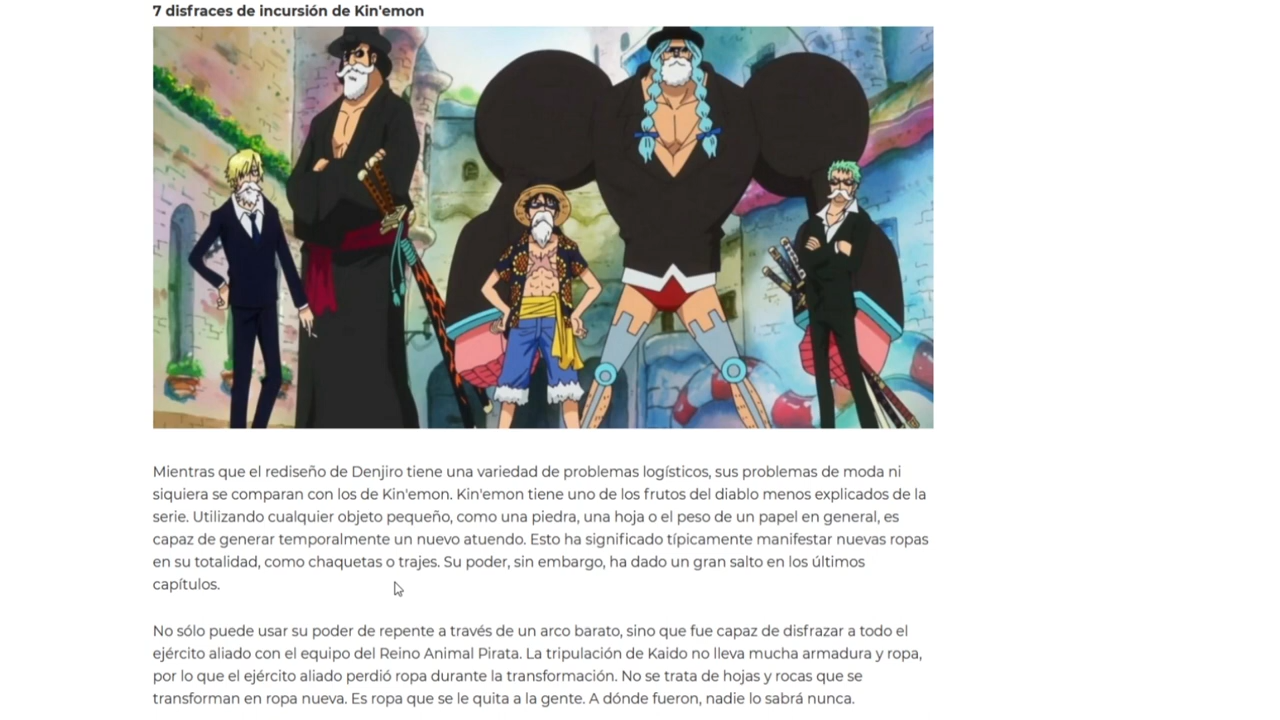 7 disfraces de incursión de Kin'emon
Mientras que el rediseño de Denjiro tiene una variedad de problemas logísticos, sus problemas de moda ni
siquiera se comparan con los de Kin'emon. Kin'emon tiene uno de los frutos del diablo menos explicados de la
serie. Utilizando cualquier objeto pequeño, como una piedra, una hoja o el peso de un papel en general, es
capaz de generar temporalmente un nuevo atuendo. Esto ha significado típicamente manifestar nuevas ropas
en su totalidad, como chaquetas o trajes. Su poder, sin embargo, ha dado un gran salto en los últimos
capítulos.
No sólo puede usar su poder de repente a través de un arco barato, sino que fue capaz de disfrazar a todo el
ejército aliado con el equipo del Reino Animal Pirata. La tripulación de Kaido no lleva mucha armadura y ropa,
por lo que el ejército aliado perdió ropa durante la transformación. No se trata de hojas y rocas que se
transforman en ropa nueva. Es ropa que se le quita a la gente. A dónde fueron, nadie lo sabrá nunca.